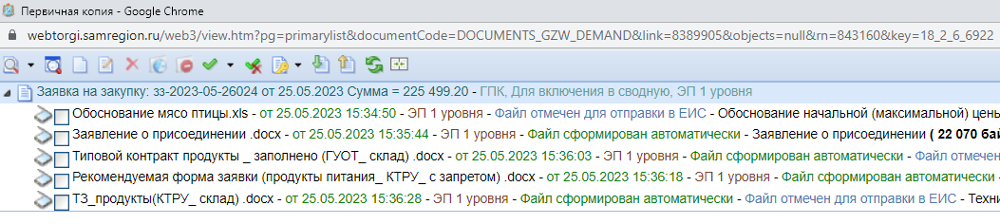 Первичная копия - Google Chrome
webtorgi.samregion.ru/web3/view.htm?pg=primarylist&documentCode=DOCUMENTS_GZW_DEMAND&link=8389905&objects=null&rn=843160&key=18_2_6_6922
Заявка на закупку: зз-2023-05-26024 от 25.05.2023 Сумма = 225 499.20 - ГПК, Для включения в сводную, ЭП 1 уровня
Обоснование мясо птицы.xls - от 25.05.2023 15:34:50 - ЭП 1 уровня - Файл отмечен для отправки в ЕИС - Обоснование начальной (максимальной) цены
Заявление о присоединении .docx - от 25.05.2023 15:35:44 - ЭП 1 уровня - Файл сформирован автоматически - Заявление о присоединении ( 22 070 бай
Типовой контракт продукты _ заполнено (ГУОТ_ склад) .docx - от 25.05.2023 15:36:03 - ЭП 1 уровня - Файл сформирован автоматически - Файл отмечен
Рекомендуемая форма заявки (продукты питания_ КТРУ_ с запретом) .docx - от 25.05.2023 15:36:18 - ЭП 1 уровня - Файл сформирован автоматически -
ТЗ_продукты(КТРУ_ склад) .docx - от 25.05.2023 15:36:28 - ЭП 1 уровня - Файл сформирован автоматически - Файл отмечен для отправки в ЕИС - Техни